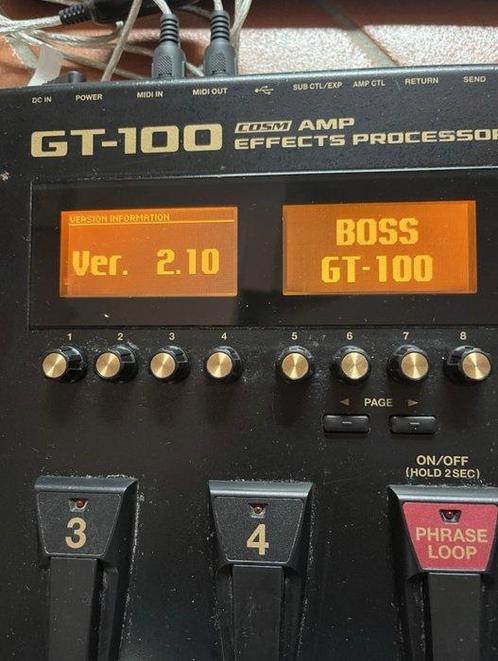 DC IN POWER MIDI IN MIDI OUT SUB CTL/EXP AMP CTL RETURN SEND
GT-100 COSM AMP
EFFECTS PROCESSOR
VERSION INFORMATION
Ver. 2.10
BOSS
GT-100
1 2 3 4 5 6 7 8
PAGE
ON/OFF
(HOLD 2 SEC)
3 4 PHRASE
LOOP